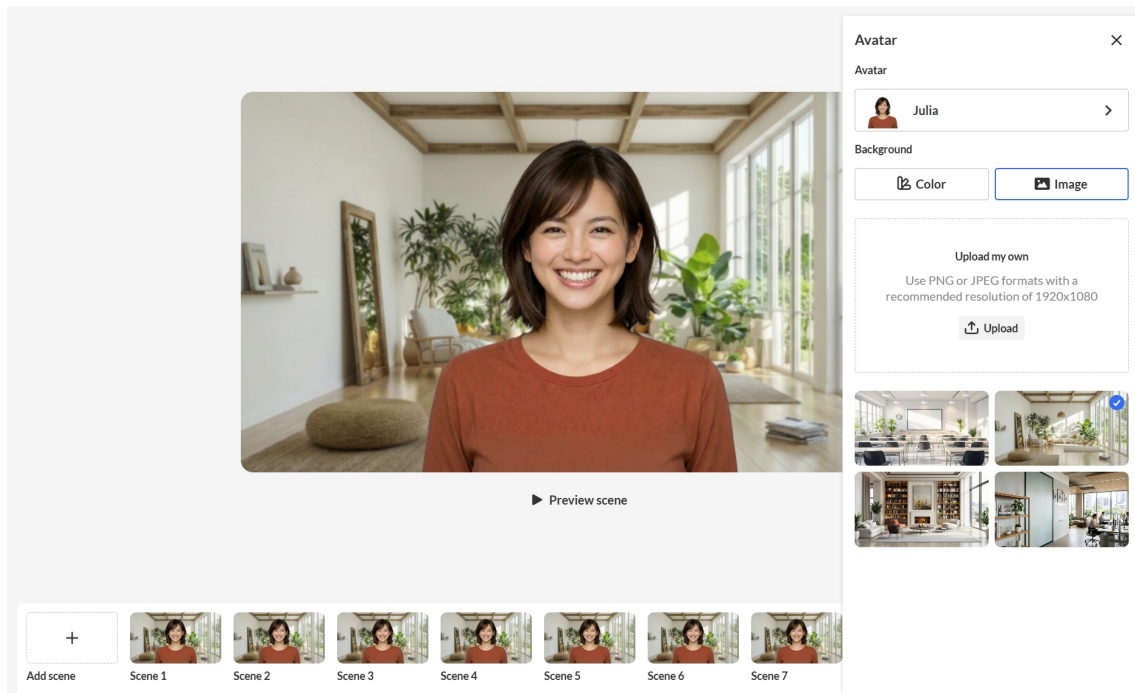 Avatar
Avatar
Julia
Background
Color
Image
Upload my own
Use PNG or JPEG formats with a
recommended resolution of 1920x1080
Upload
Preview scene
Add scene
Scene 1
Scene 2
Scene 3
Scene 4
Scene 5
Scene 6
Scene 7